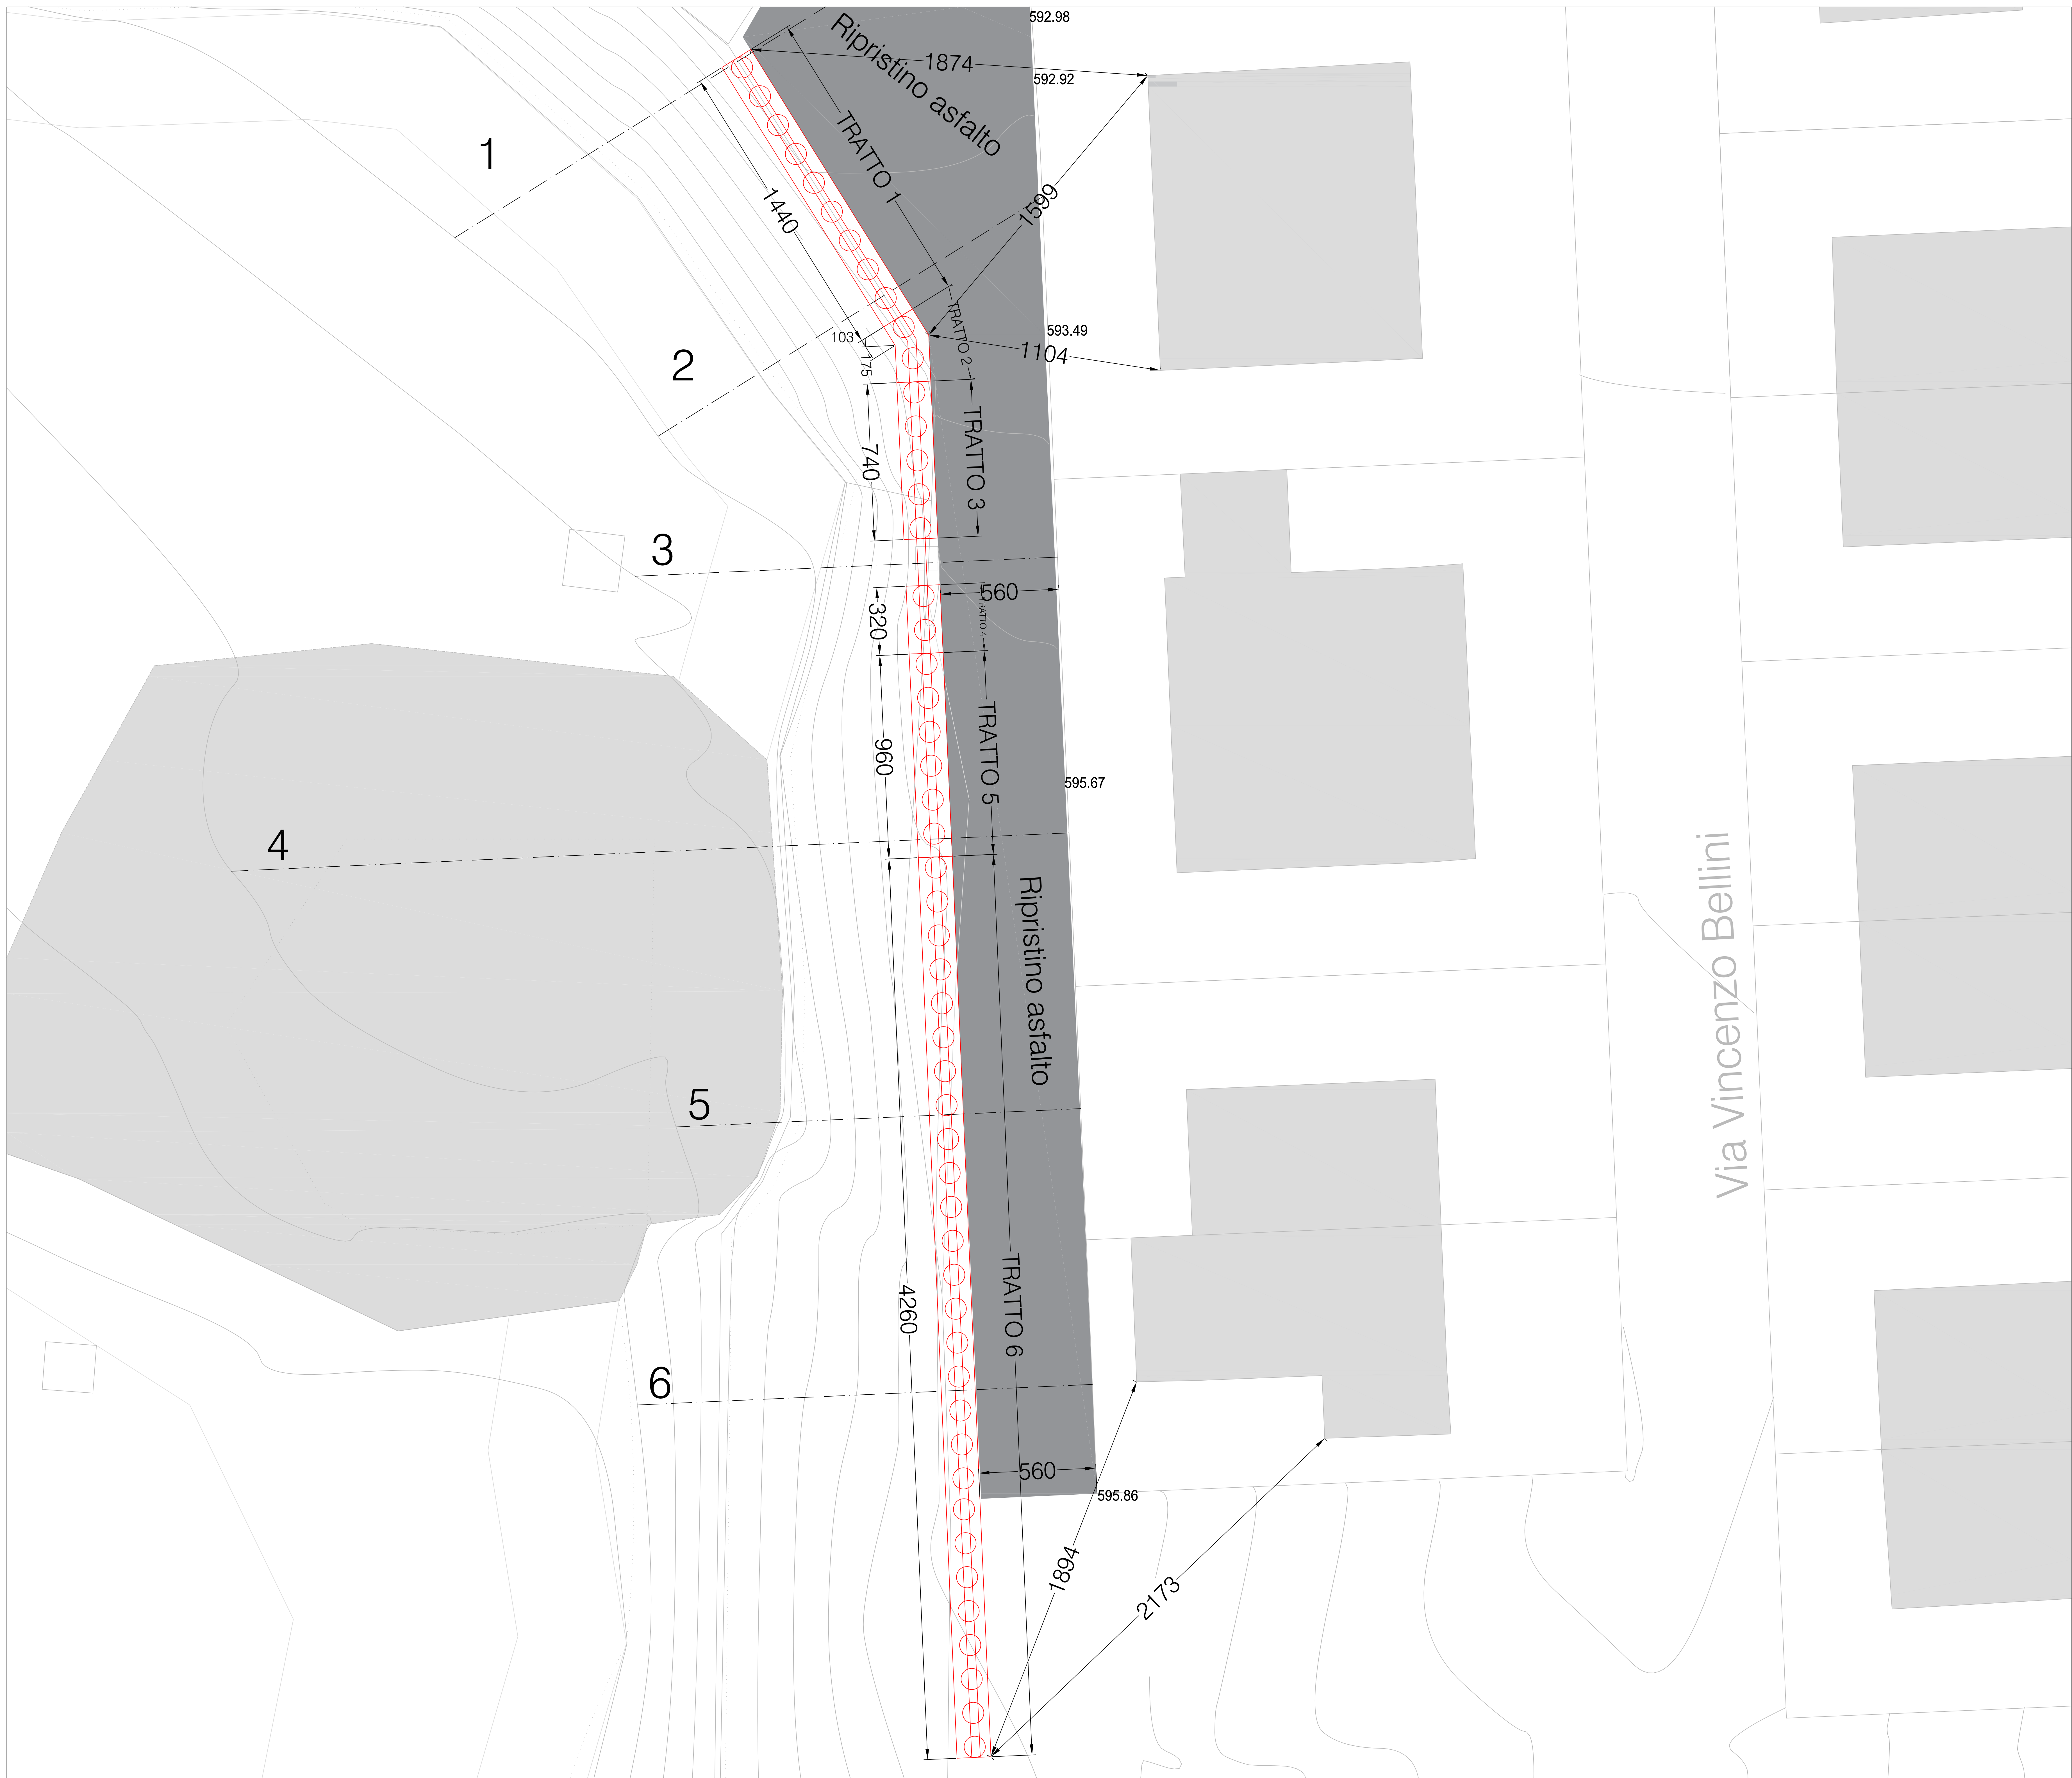 592.98
Ripristino asfalto
1874
592.92
TRATTO 1
1
1440
1599
593.49
103
TRATTO 2
1104
2
175
TRATTO 3
740
3
560
TRATTO 4
320
TRATTO 5
960
595.67
4
Ripristino asfalto
Via Vincenzo Bellini
5
TRATTO 6
4260
6
560
595.86
1894
2173